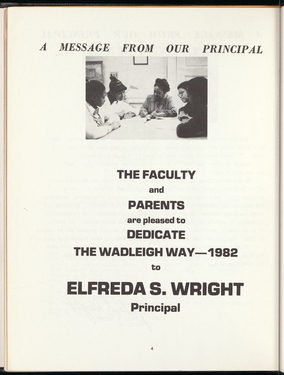 A MESSAGE FROM OUR PRINCIPAL
THE FACULTY
and
PARENTS
are pleased to
DEDICATE
THE WADLEIGH WAY—1982
to
ELFREDA S. WRIGHT
Principal
4